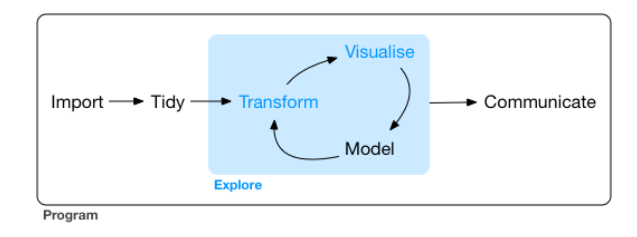 Visualise
Import Tidy Transform Communicate
Model
Explore
Program